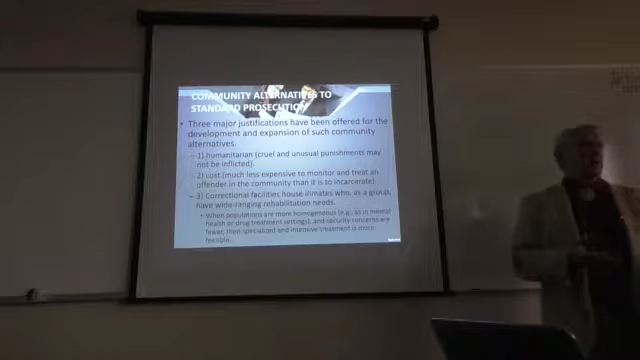 COMMUNITY ALTERNATIVES TO
STANDARD PROSECUTION
• Three major justifications have been offered for the
development and expansion of such community
alternatives.
– 1) humanitarian (cruel and unusual punishments may
not be inflicted).
– 2) cost (much less expensive to monitor and treat an
offender in the community than it is to incarcerate)
– 3) Correctional facilities house inmates who, as a group,
have wide-ranging rehabilitation needs.
• When populations are more homogeneous (e.g., as in mental
health or drug treatment settings), and security concerns are
fewer, then specialized and intensive treatment is more
feasible.